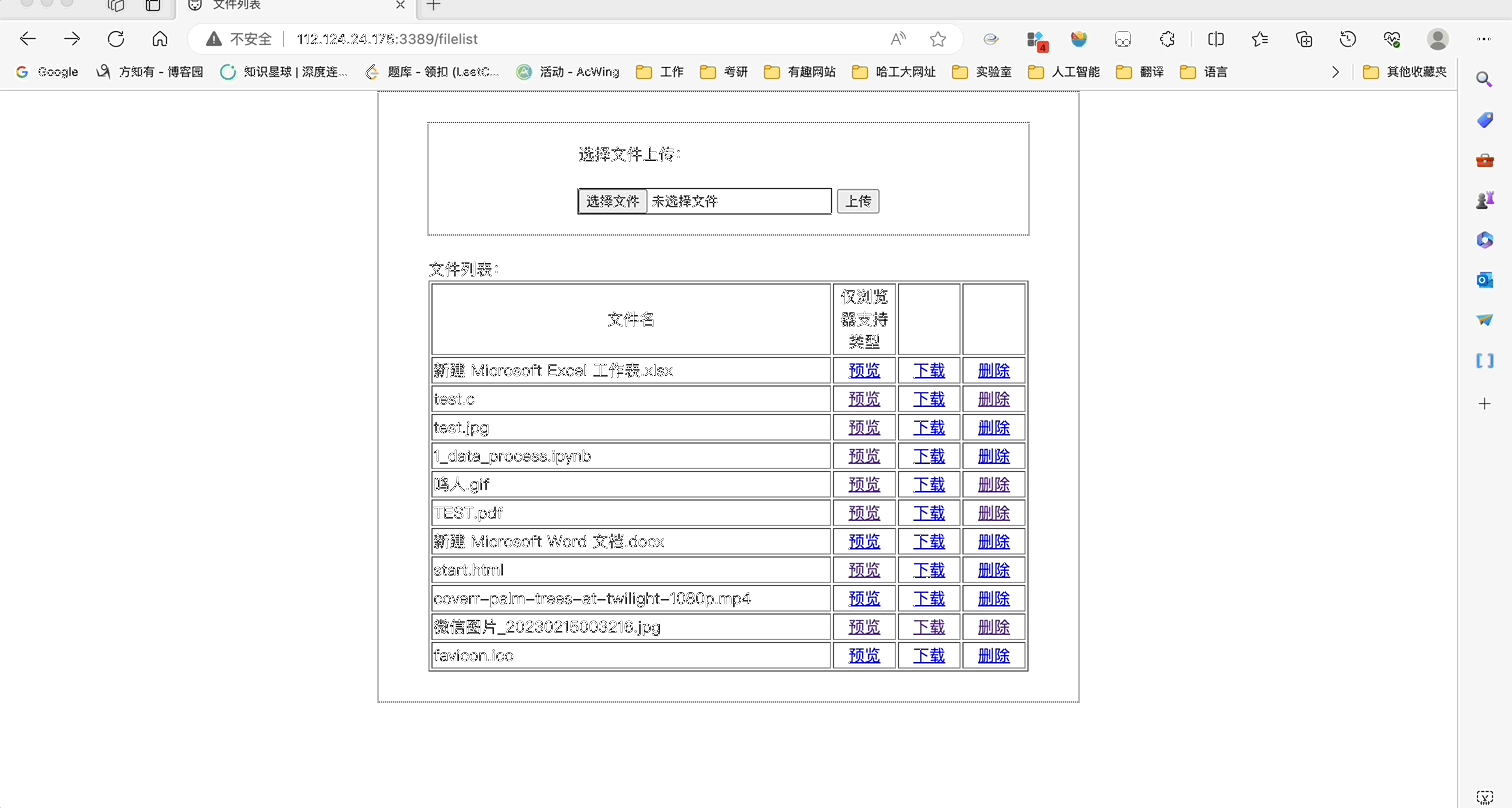 文件列表
不安全 112.124.24.176:3389/filelist
4
Google 方知有 - 博客园 知识星球 | 深度连... 题库 - 领扣 (LeetC... 活动 - AcWing 工作 考研 有趣网站 哈工大网址 实验室 人工智能 翻译 语言 其他收藏夹
选择文件上传：
选择文件 未选择文件 上传
文件列表：
文件名 仅浏览
器支持
类型
新建 Microsoft Excel 工作表.xlsx 预览 下载 删除
test.c 预览 下载 删除
test.jpg 预览 下载 删除
1_data_process.ipynb 预览 下载 删除
鸣人.gif 预览 下载 删除
TEST.pdf 预览 下载 删除
新建 Microsoft Word 文档.docx 预览 下载 删除
start.html 预览 下载 删除
coverr-palm-trees-at-twilight-1080p.mp4 预览 下载 删除
微信图片_20230215003216.jpg 预览 下载 删除
favicon.ico 预览 下载 删除